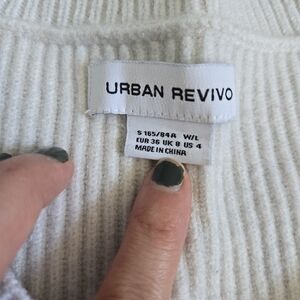 URBAN REVIVO
S 165/84A W/L
EUR 36 UK 8 US 4
MADE IN CHINA